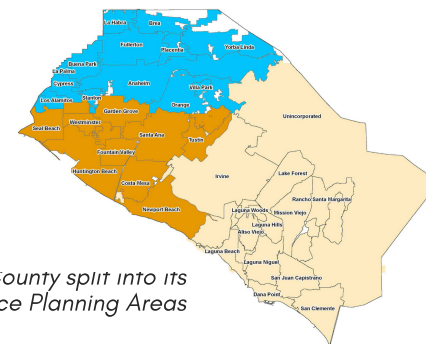 La Habra
Brea
Fullerton
Placentia
Yorba Linda
Buena Park
La Palma
Cypress
Anaheim
Villa Park
Stanton
Los Alamitos
Orange
Garden Grove
Unincorporated
Westminster
Seal Beach
Santa Ana
Tustin
Fountain Valley
Huntington Beach
Irvine
Lake Forest
Costa Mesa
Rancho Santa Margarita
Newport Beach
Laguna Woods
Mission Viejo
Laguna Hills
Aliso Viejo
Laguna Beach
Laguna Niguel
San Juan Capistrano
Dana Point
San Clemente
County split into its
ce Planning Areas